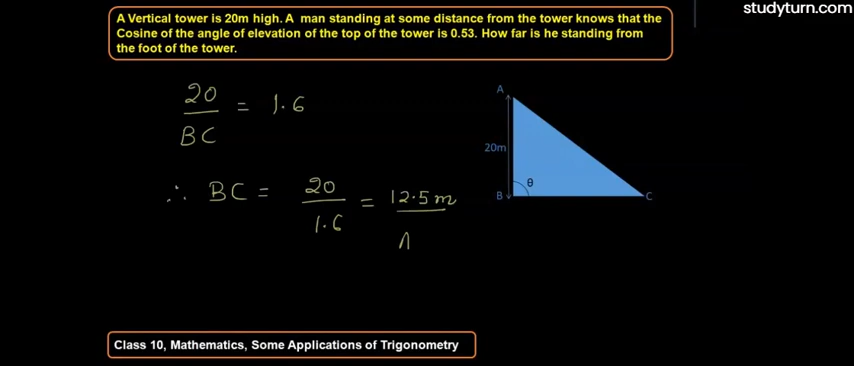 studyturn.com
A Vertical tower is 20m high. A man standing at some distance from the tower knows that the
Cosine of the angle of elevation of the top of the tower is 0.53. How far is he standing from
the foot of the tower.
20/BC = 1.6
∴ BC = 20/1.6 = 12.5 m
A
20m
θ
B
C
Class 10, Mathematics, Some Applications of Trigonometry